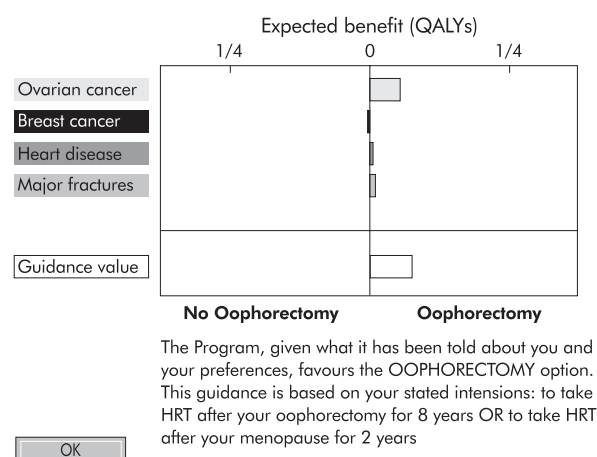 Expected benefit (QALYs)
1/4 0 1/4
Ovarian cancer
Breast cancer
Heart disease
Major fractures
Guidance value
No Oophorectomy Oophorectomy
The Program, given what it has been told about you and
your preferences, favours the OOPHORECTOMY option.
This guidance is based on your stated intensions: to take
HRT after your oophorectomy for 8 years OR to take HRT
after your menopause for 2 years
OK